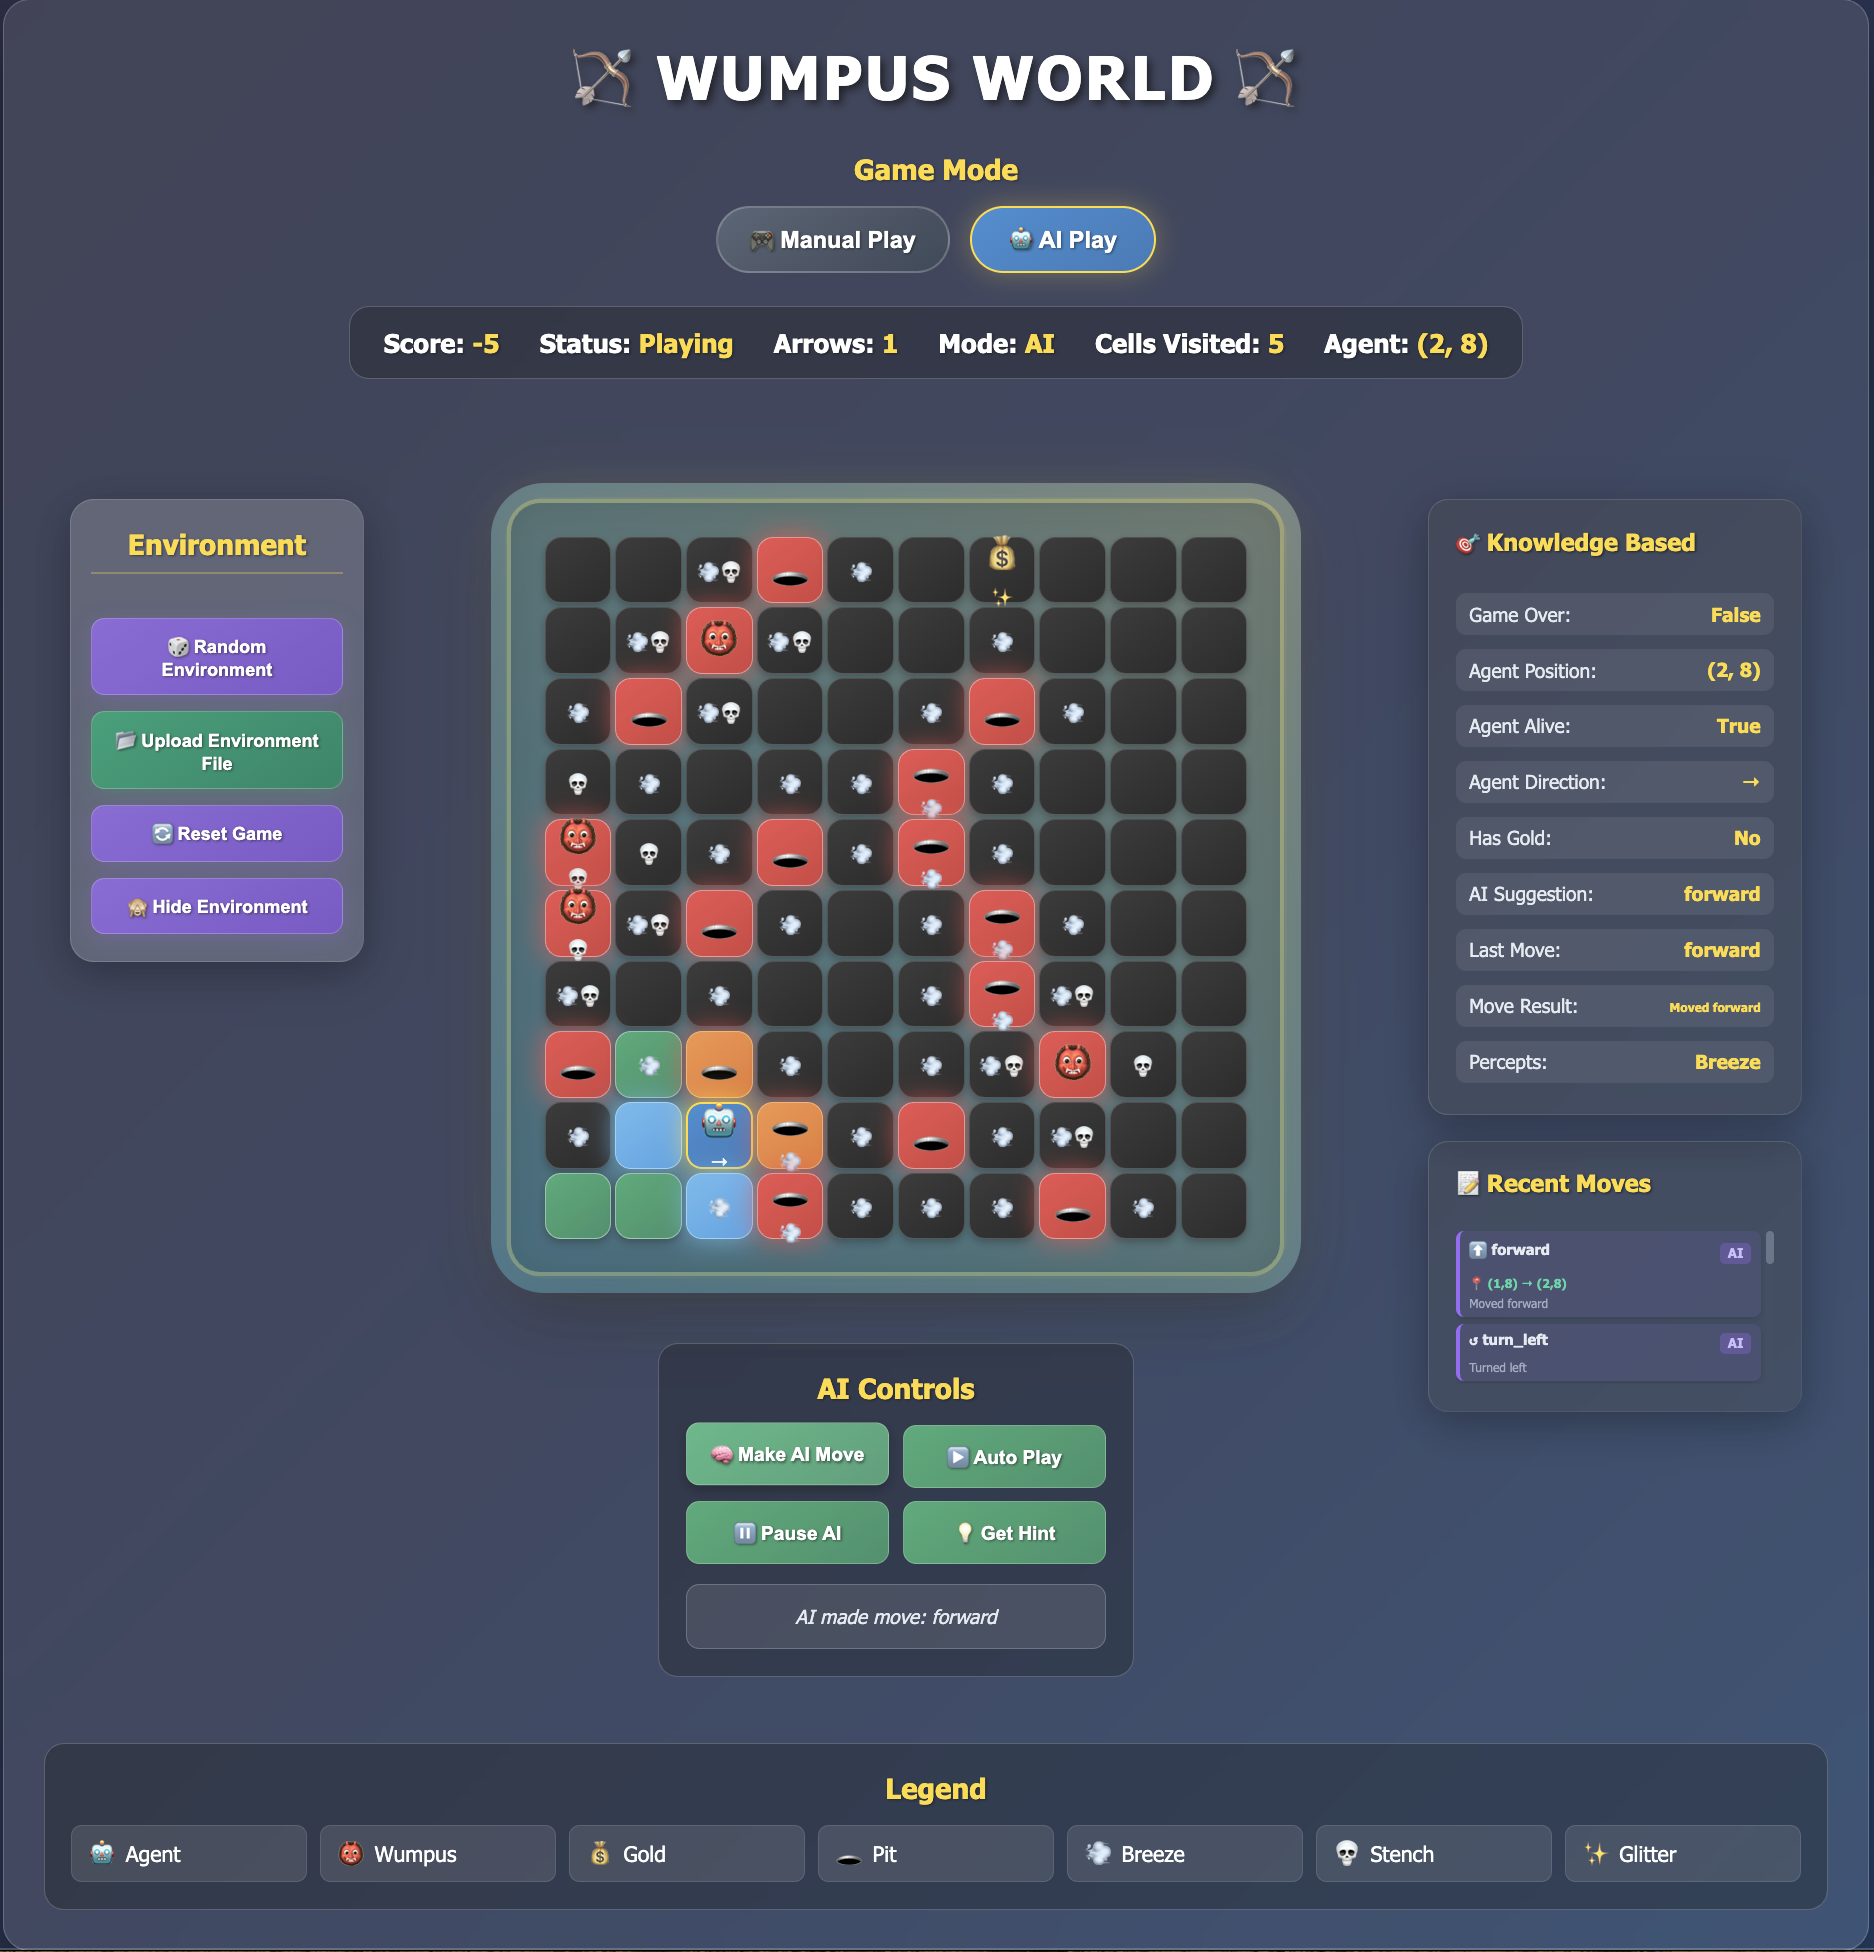 WUMPUS WORLD
Game Mode
Manual Play
AI Play
Score: -5
Status: Playing
Arrows: 1
Mode: AI
Cells Visited: 5
Agent: (2, 8)
Environment
Random
Environment
Upload Environment
File
Reset Game
Hide Environment
→
Knowledge Based
Game Over: False
Agent Position: (2, 8)
Agent Alive: True
Agent Direction: →
Has Gold: No
AI Suggestion: forward
Last Move: forward
Move Result: Moved forward
Percepts: Breeze
Recent Moves
forward AI
(1,8) → (2,8)
Moved forward
↺ turn_left AI
Turned left
AI Controls
Make AI Move
Auto Play
Pause AI
Get Hint
AI made move: forward
Legend
Agent
Wumpus
Gold
Pit
Breeze
Stench
Glitter